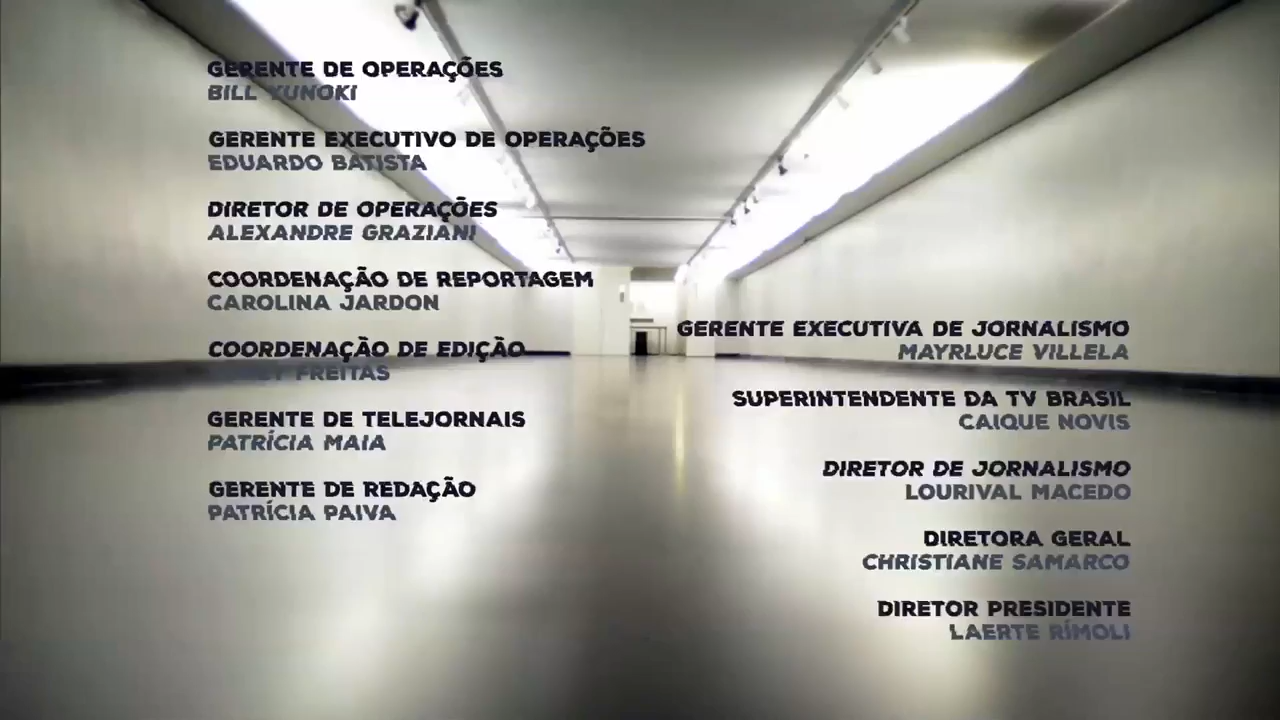 GERENTE DE OPERAÇÕES
BILL YUNOKI
GERENTE EXECUTIVO DE OPERAÇÕES
EDUARDO BATISTA
DIRETOR DE OPERAÇÕES
ALEXANDRE GRAZIANI
COORDENAÇÃO DE REPORTAGEM
CAROLINA JARDON
COORDENAÇÃO DE EDIÇÃO
FREITAS
GERENTE DE TELEJORNAIS
PATRÍCIA MAIA
GERENTE DE REDAÇÃO
PATRÍCIA PAIVA
GERENTE EXECUTIVA DE JORNALISMO
MAYRLUCE VILLELA
SUPERINTENDENTE DA TV BRASIL
CAIQUE NOVIS
DIRETOR DE JORNALISMO
LOURIVAL MACEDO
DIRETORA GERAL
CHRISTIANE SAMARCO
DIRETOR PRESIDENTE
LAERTE RÍMOLI